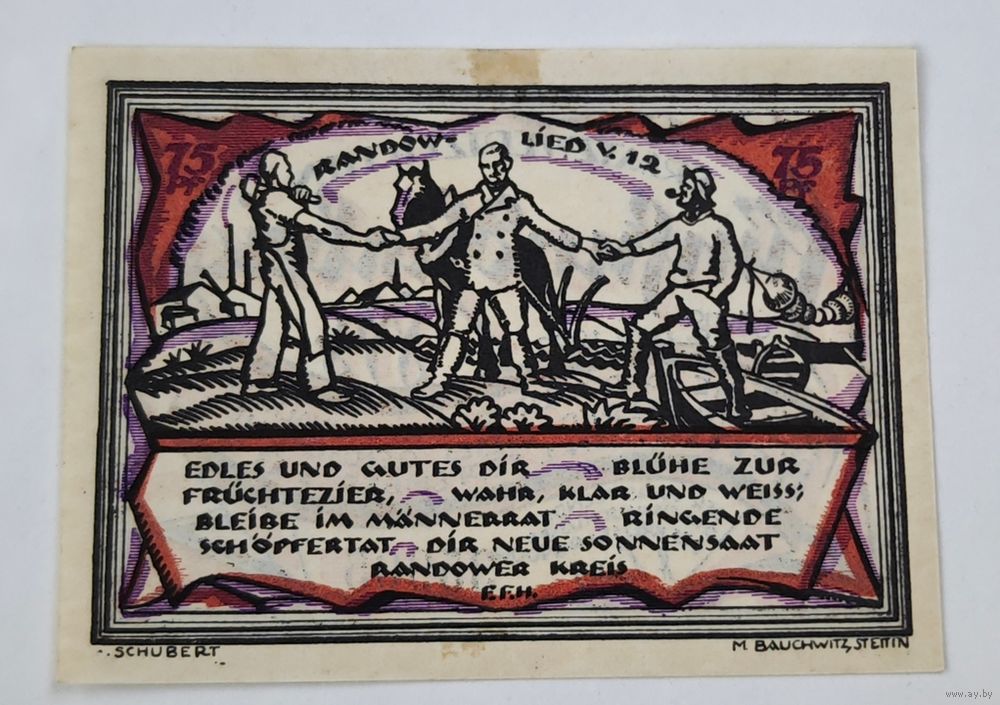 75 Pf
RANDOW-LIED V. 12
75 Pf
EDLES UND GUTES DIR BLÜHE ZUR
FRÜCHTEZIER, WAHR, KLAR UND WEISS;
BLEIBE IM MÄNNERRAT RINGENDE
SCHÖPFERTAT DIR NEUE SONNENSAAT
RANDOWER KREIS
F.F.H.
SCHUBERT
M. BAUCHWITZ, STETTIN
www.ay.by